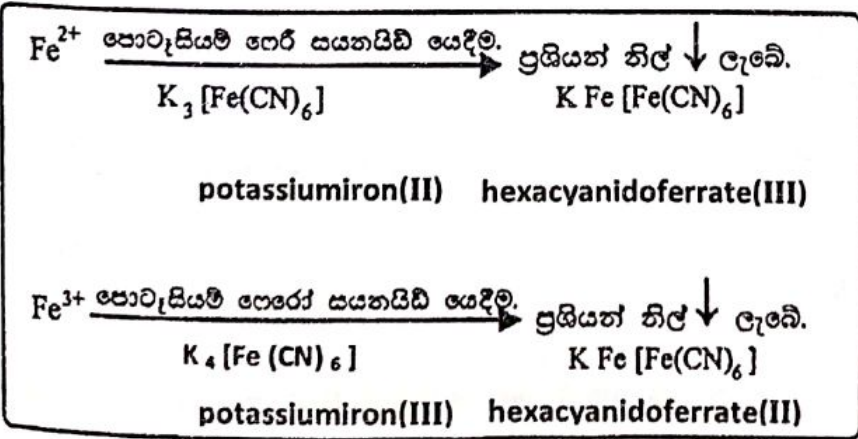 Fe²⁺ පොටෑසියම් ෆෙරී සයනයිඩ් යෙදීම. ප්‍රශියන් නිල් ↓ ලැබේ.
K₃[Fe(CN)₆] K Fe [Fe(CN)₆]
potassiumiron(II) hexacyanidoferrate(III)
Fe³⁺ පොටෑසියම් ෆෙරෝ සයනයිඩ් යෙදීම. ප්‍රශියන් නිල් ↓ ලැබේ.
K₄[Fe (CN)₆] K Fe [Fe(CN)₆]
potassiumiron(III) hexacyanidoferrate(II)